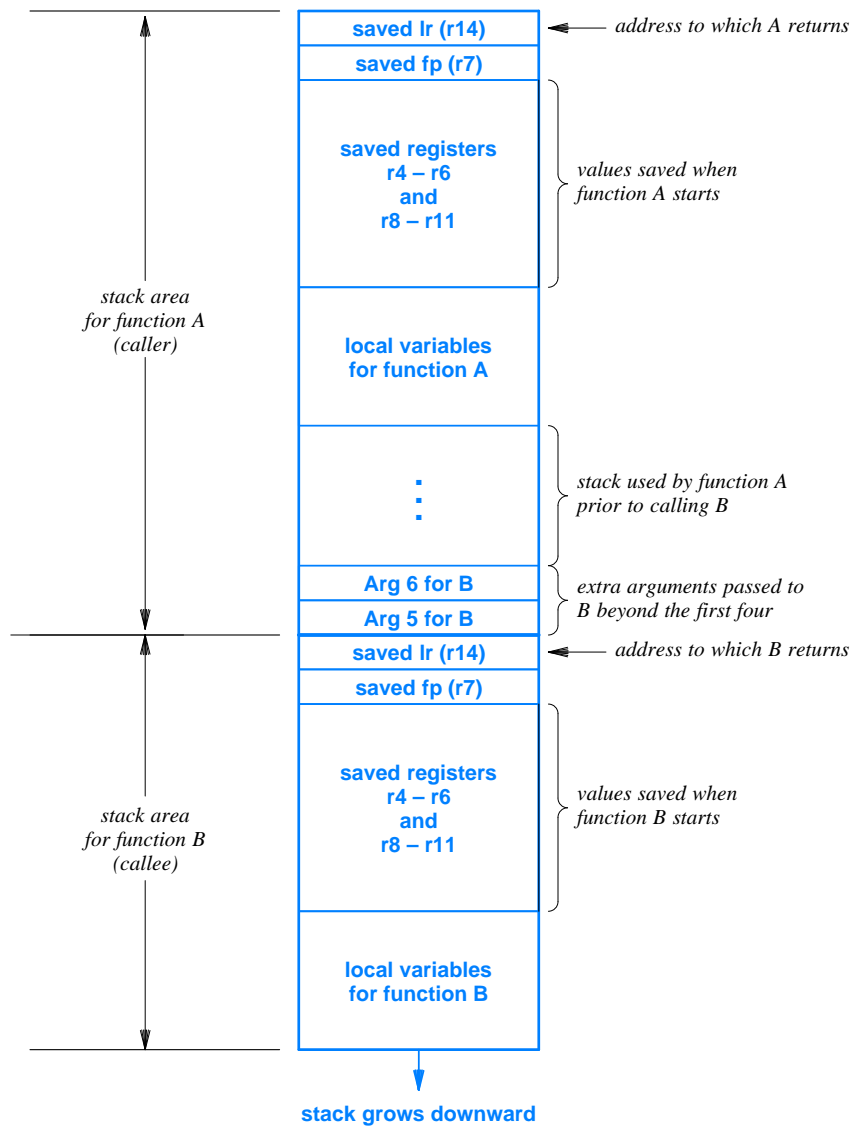 saved lr (r14)
address to which A returns
saved fp (r7)
saved registers
r4 – r6
and
r8 – r11
values saved when
function A starts
stack area
for function A
(caller)
local variables
for function A
stack used by function A
prior to calling B
Arg 6 for B
Arg 5 for B
extra arguments passed to
B beyond the first four
saved lr (r14)
address to which B returns
saved fp (r7)
saved registers
r4 – r6
and
r8 – r11
values saved when
function B starts
stack area
for function B
(callee)
local variables
for function B
stack grows downward